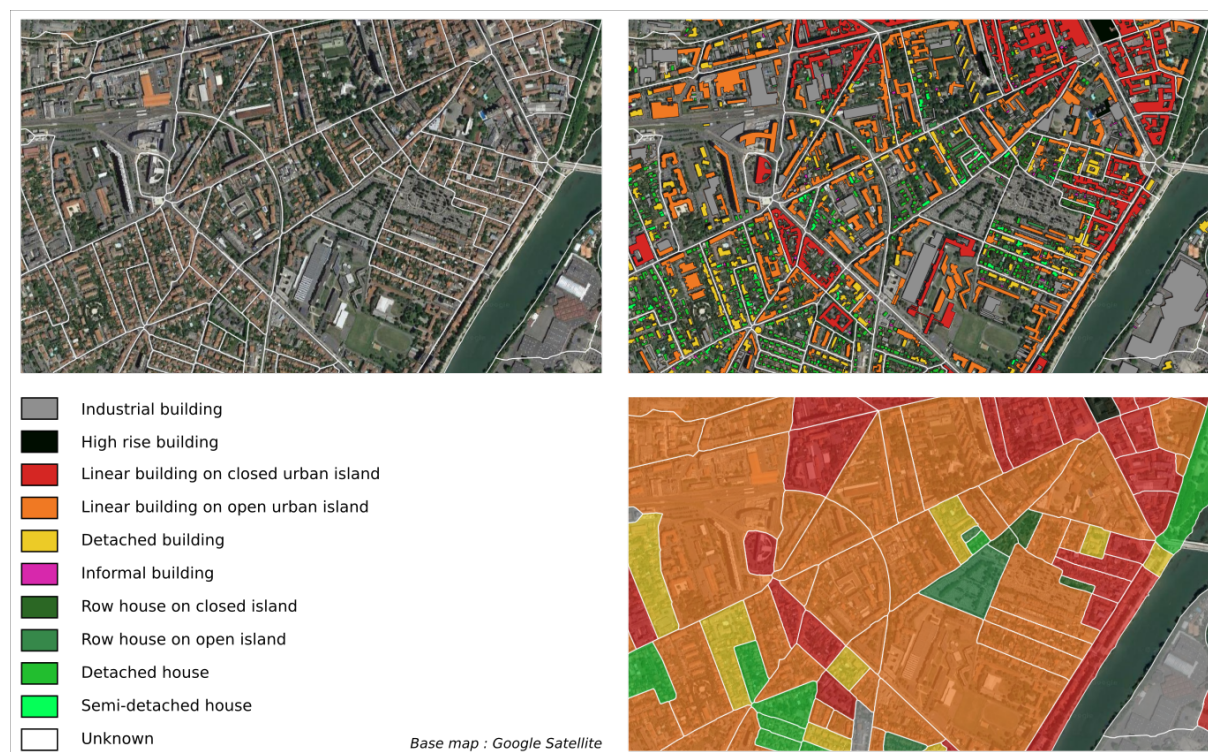 Industrial building
High rise building
Linear building on closed urban island
Linear building on open urban island
Detached building
Informal building
Row house on closed island
Row house on open island
Detached house
Semi-detached house
Unknown
Base map : Google Satellite